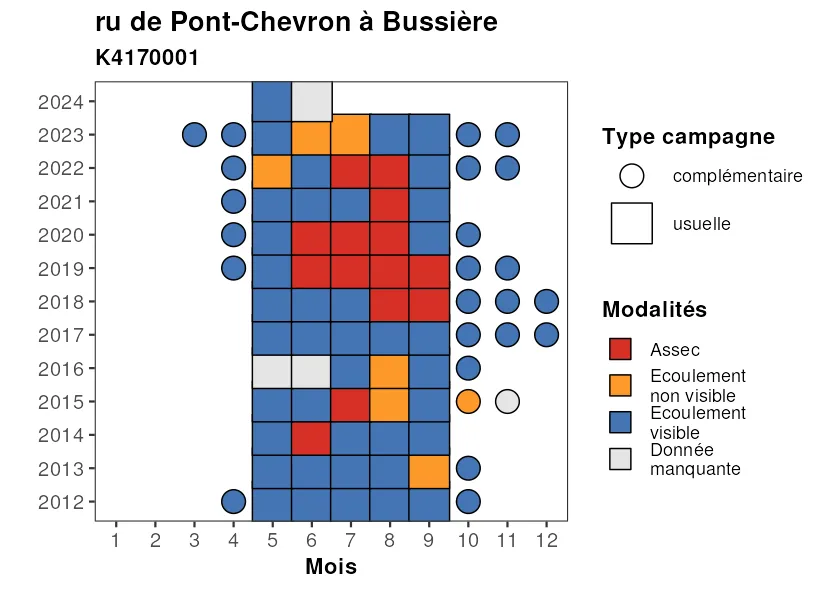 ru de Pont-Chevron à Bussière
K4170001
2024
2023
2022
2021
2020
2019
2018
2017
2016
2015
2014
2013
2012
1 2 3 4 5 6 7 8 9 10 11 12
Mois
Type campagne
complémentaire
usuelle
Modalités
Assec
Ecoulement
non visible
Ecoulement
visible
Donnée
manquante